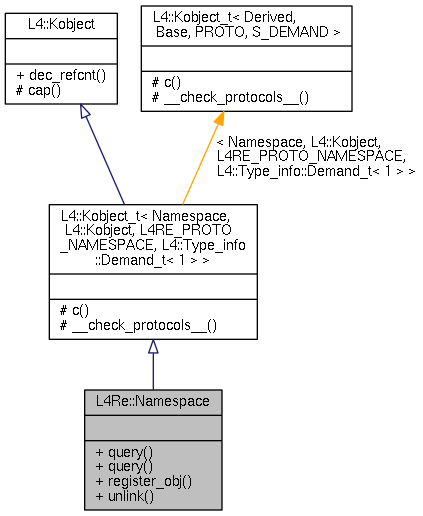 L4::Kobject
+ dec_refcnt()
# cap()
L4::Kobject_t< Derived,
Base, PROTO, S_DEMAND >
# c()
# __check_protocols__()
< Namespace, L4::Kobject,
L4RE_PROTO_NAMESPACE,
L4::Type_info::Demand_t< 1 > >
L4::Kobject_t< Namespace,
L4::Kobject, L4RE_PROTO
_NAMESPACE, L4::Type_info
::Demand_t< 1 > >
# c()
# __check_protocols__()
L4Re::Namespace
+ query()
+ query()
+ register_obj()
+ unlink()